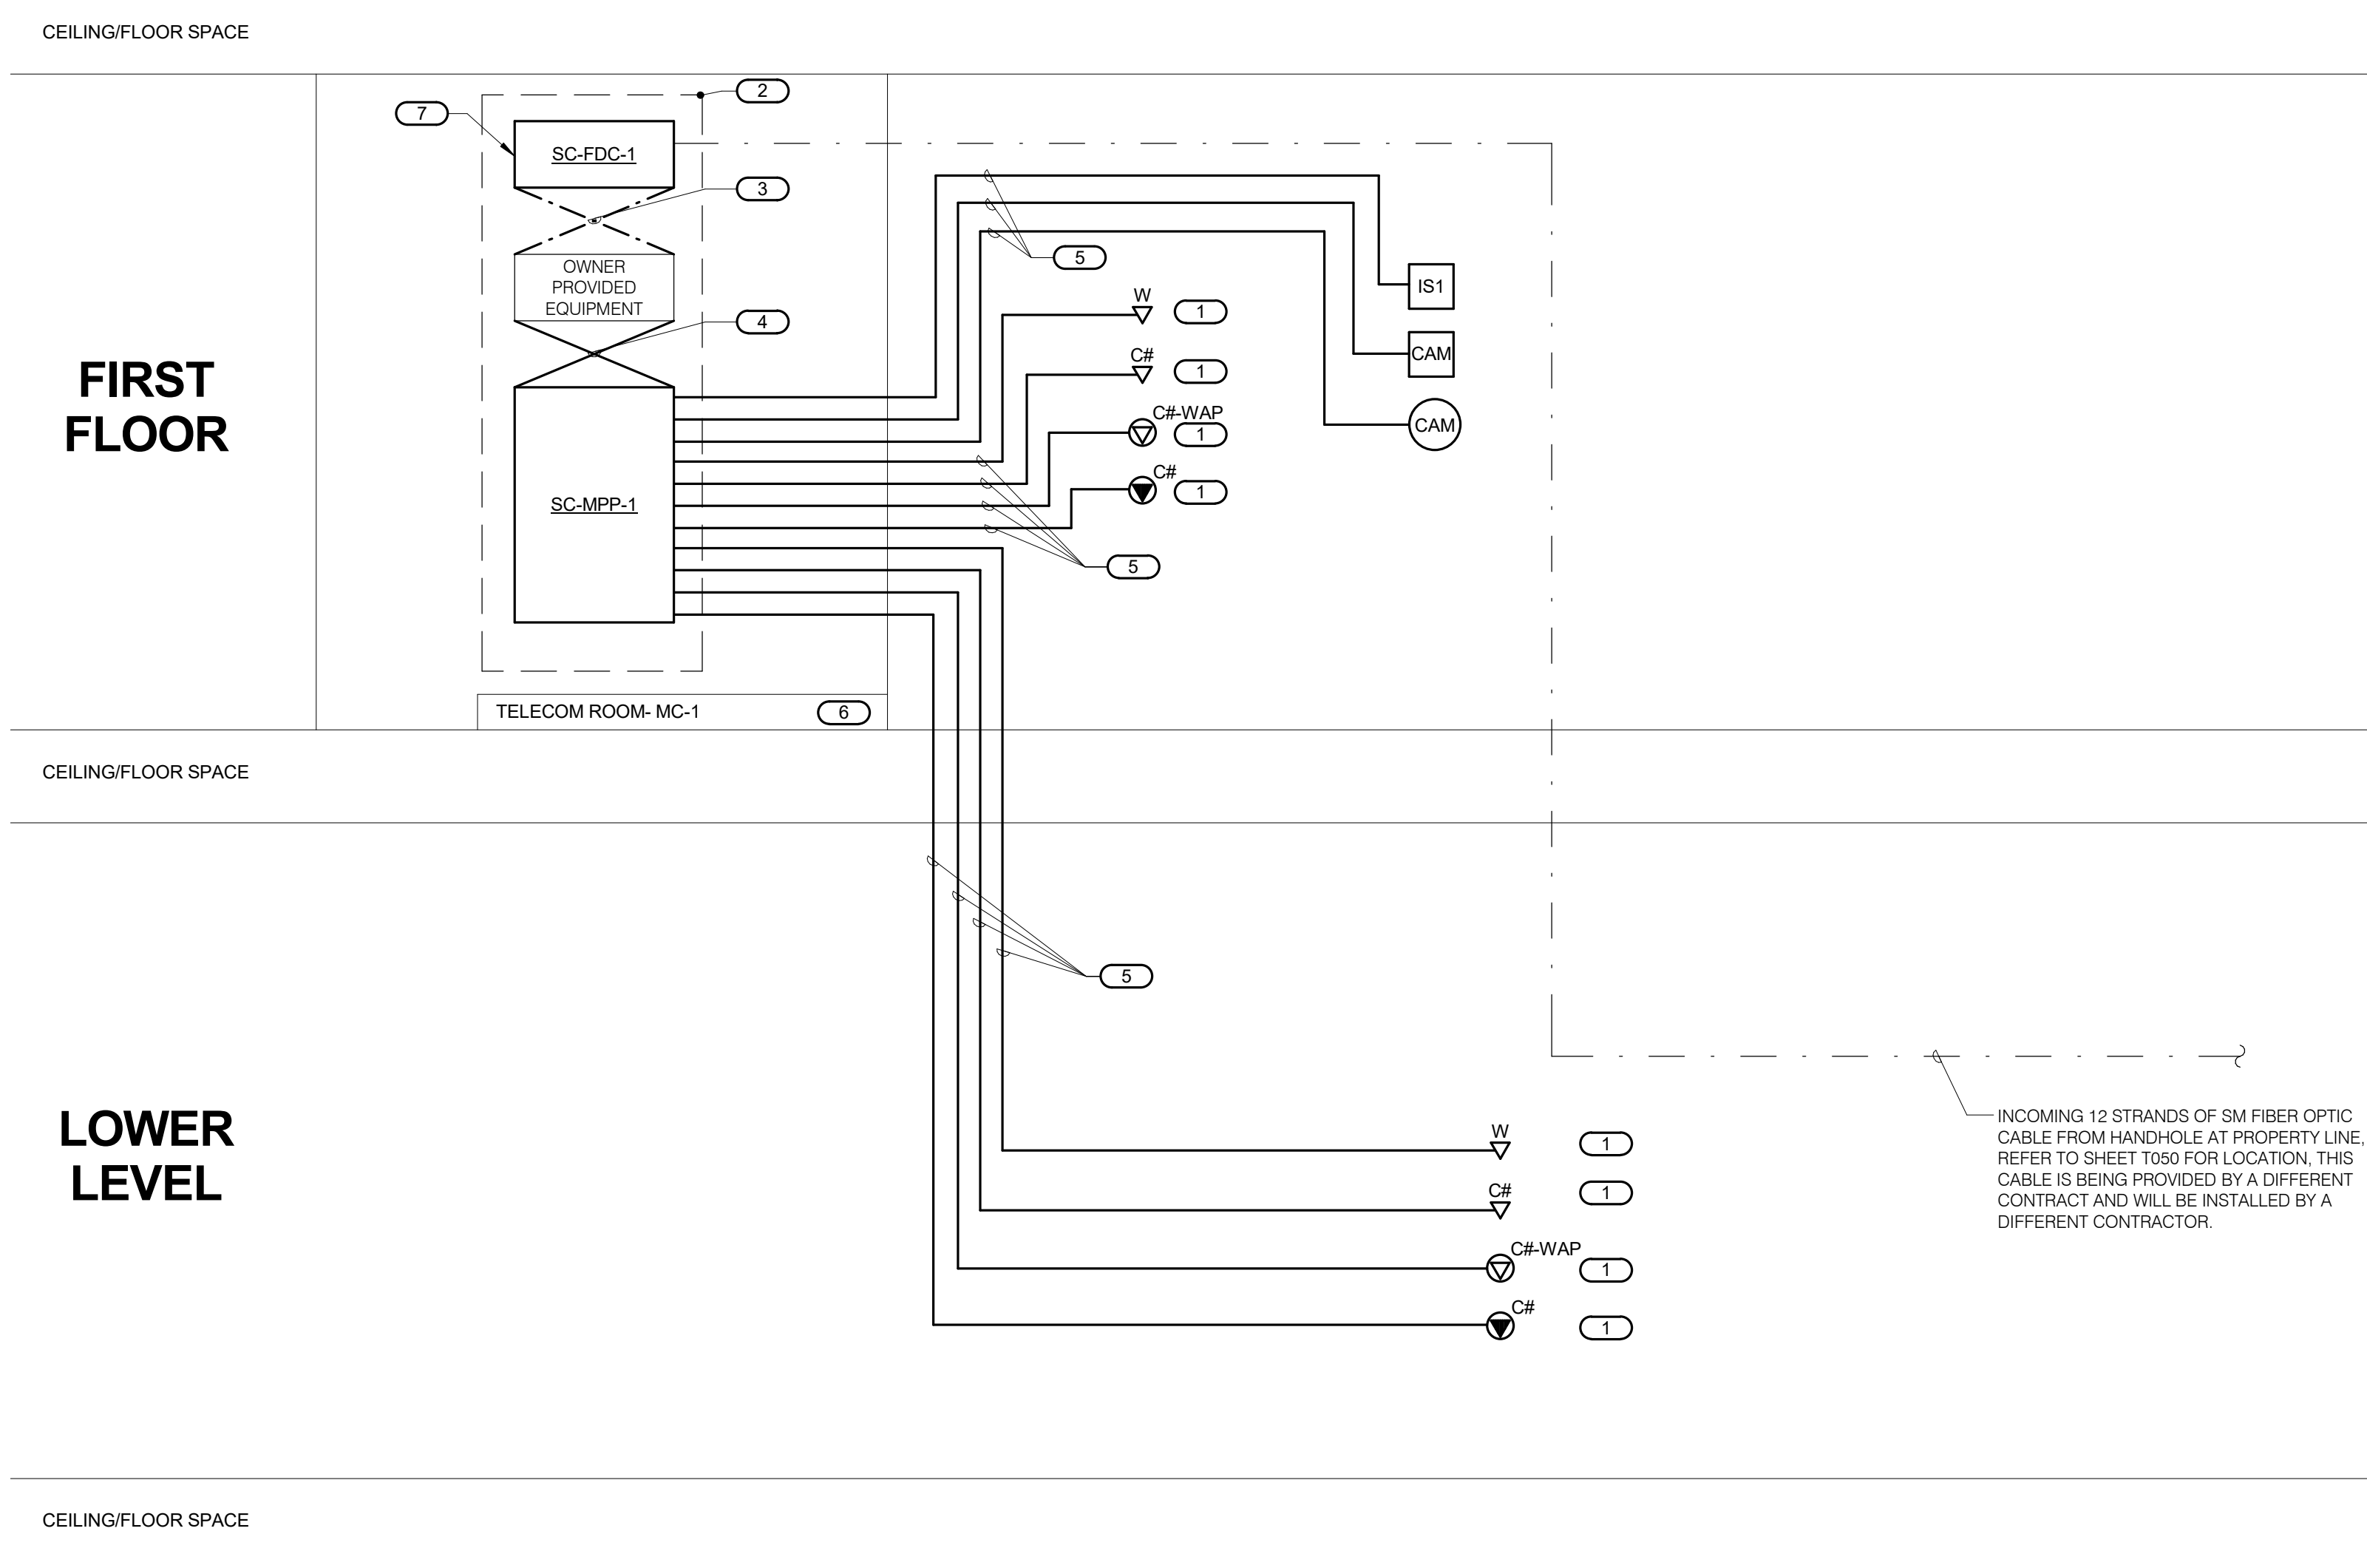 CEILING/FLOOR SPACE
2
7
SC-FDC-1
3
OWNER
PROVIDED
EQUIPMENT
4
5
IS1
W
1
CAM
C#
1
CAM
C#-WAP
1
C#
1
SC-MPP-1
5
FIRST
FLOOR
TELECOM ROOM- MC-1
6
CEILING/FLOOR SPACE
5
LOWER
LEVEL
W
1
C#
1
C#-WAP
1
C#
1
INCOMING 12 STRANDS OF SM FIBER OPTIC
CABLE FROM HANDHOLE AT PROPERTY LINE,
REFER TO SHEET T050 FOR LOCATION, THIS
CABLE IS BEING PROVIDED BY A DIFFERENT
CONTRACT AND WILL BE INSTALLED BY A
DIFFERENT CONTRACTOR.
CEILING/FLOOR SPACE